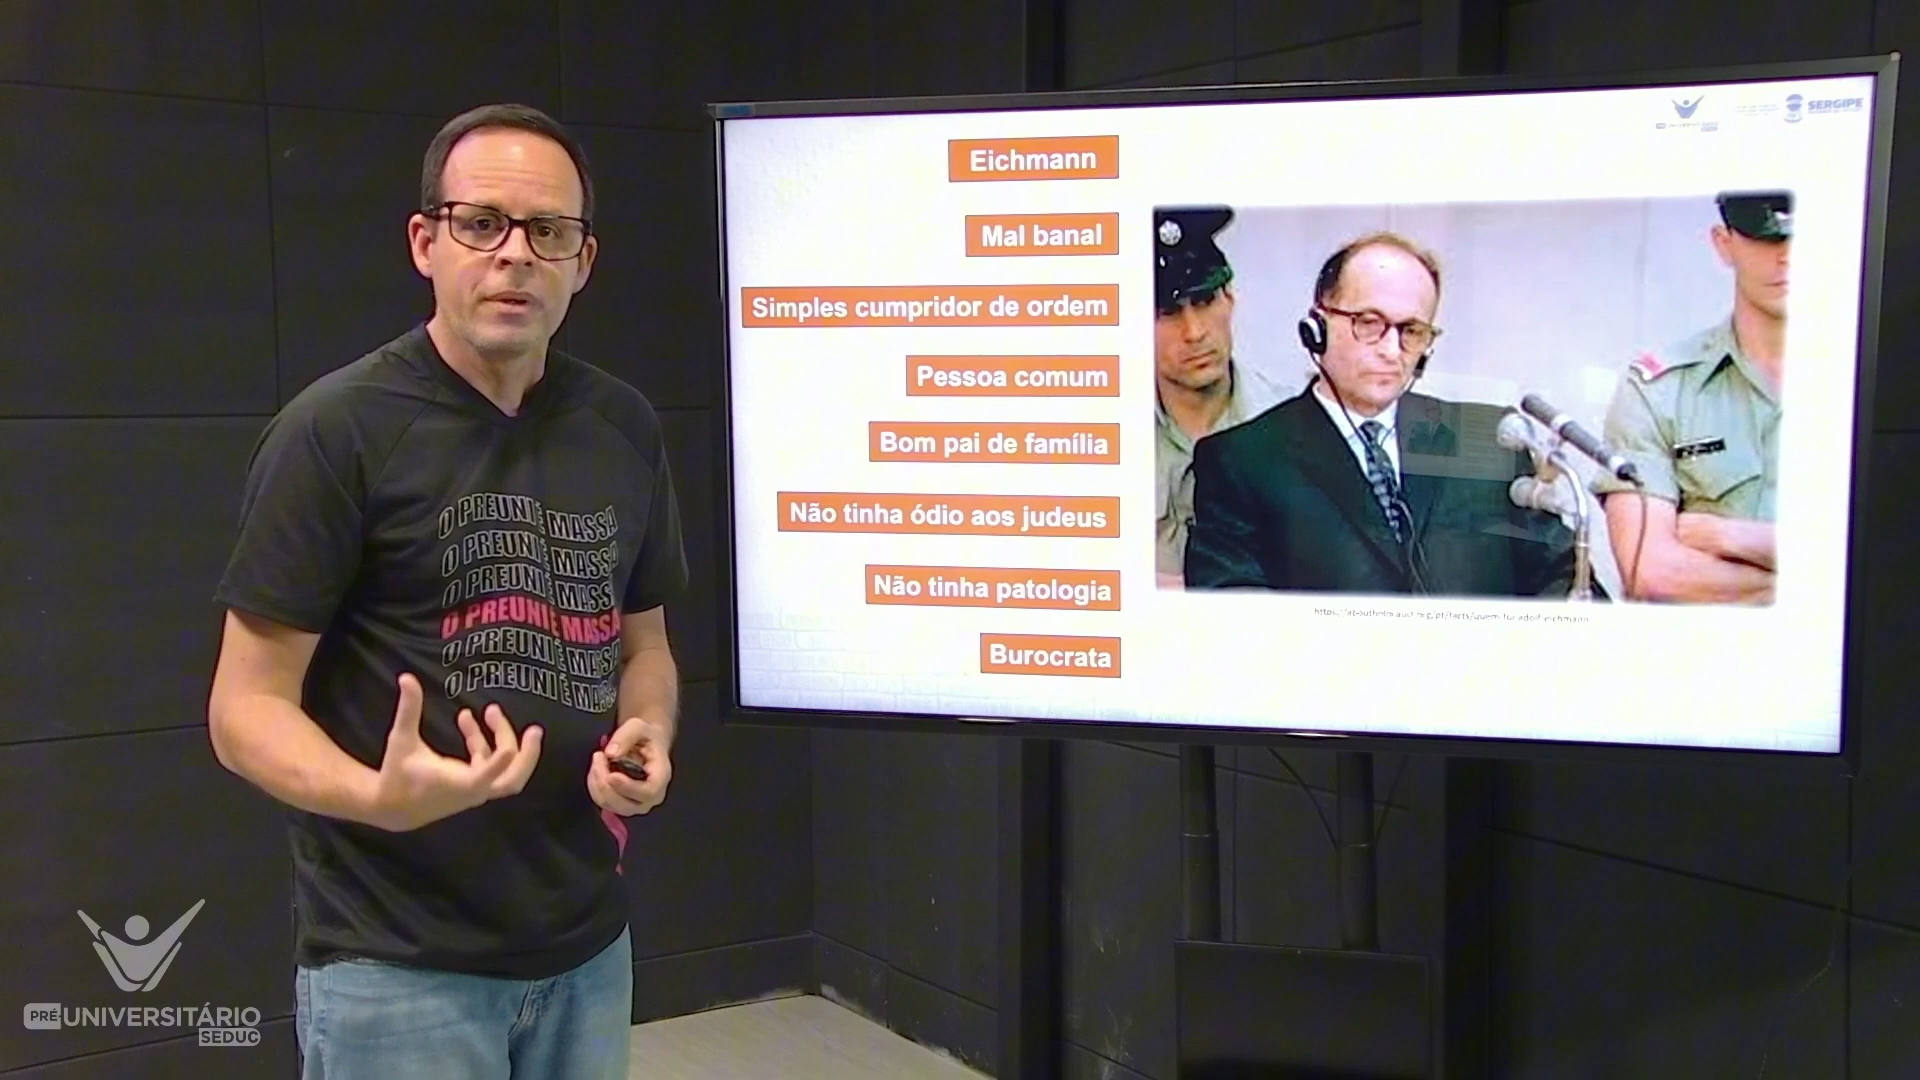 Eichmann
Mal banal
Simples cumpridor de ordem
Pessoa comum
Bom pai de família
Não tinha ódio aos judeus
Não tinha patologia
Burocrata
SERGIPE
O PREUNI É MASSA
O PREUNI É MASSA
O PREUNI É MASSA
O PREUNI É MASSA
O PREUNI É MASSA
O PREUNI É MASSA
PRÉ-UNIVERSITÁRIO
SEDUC